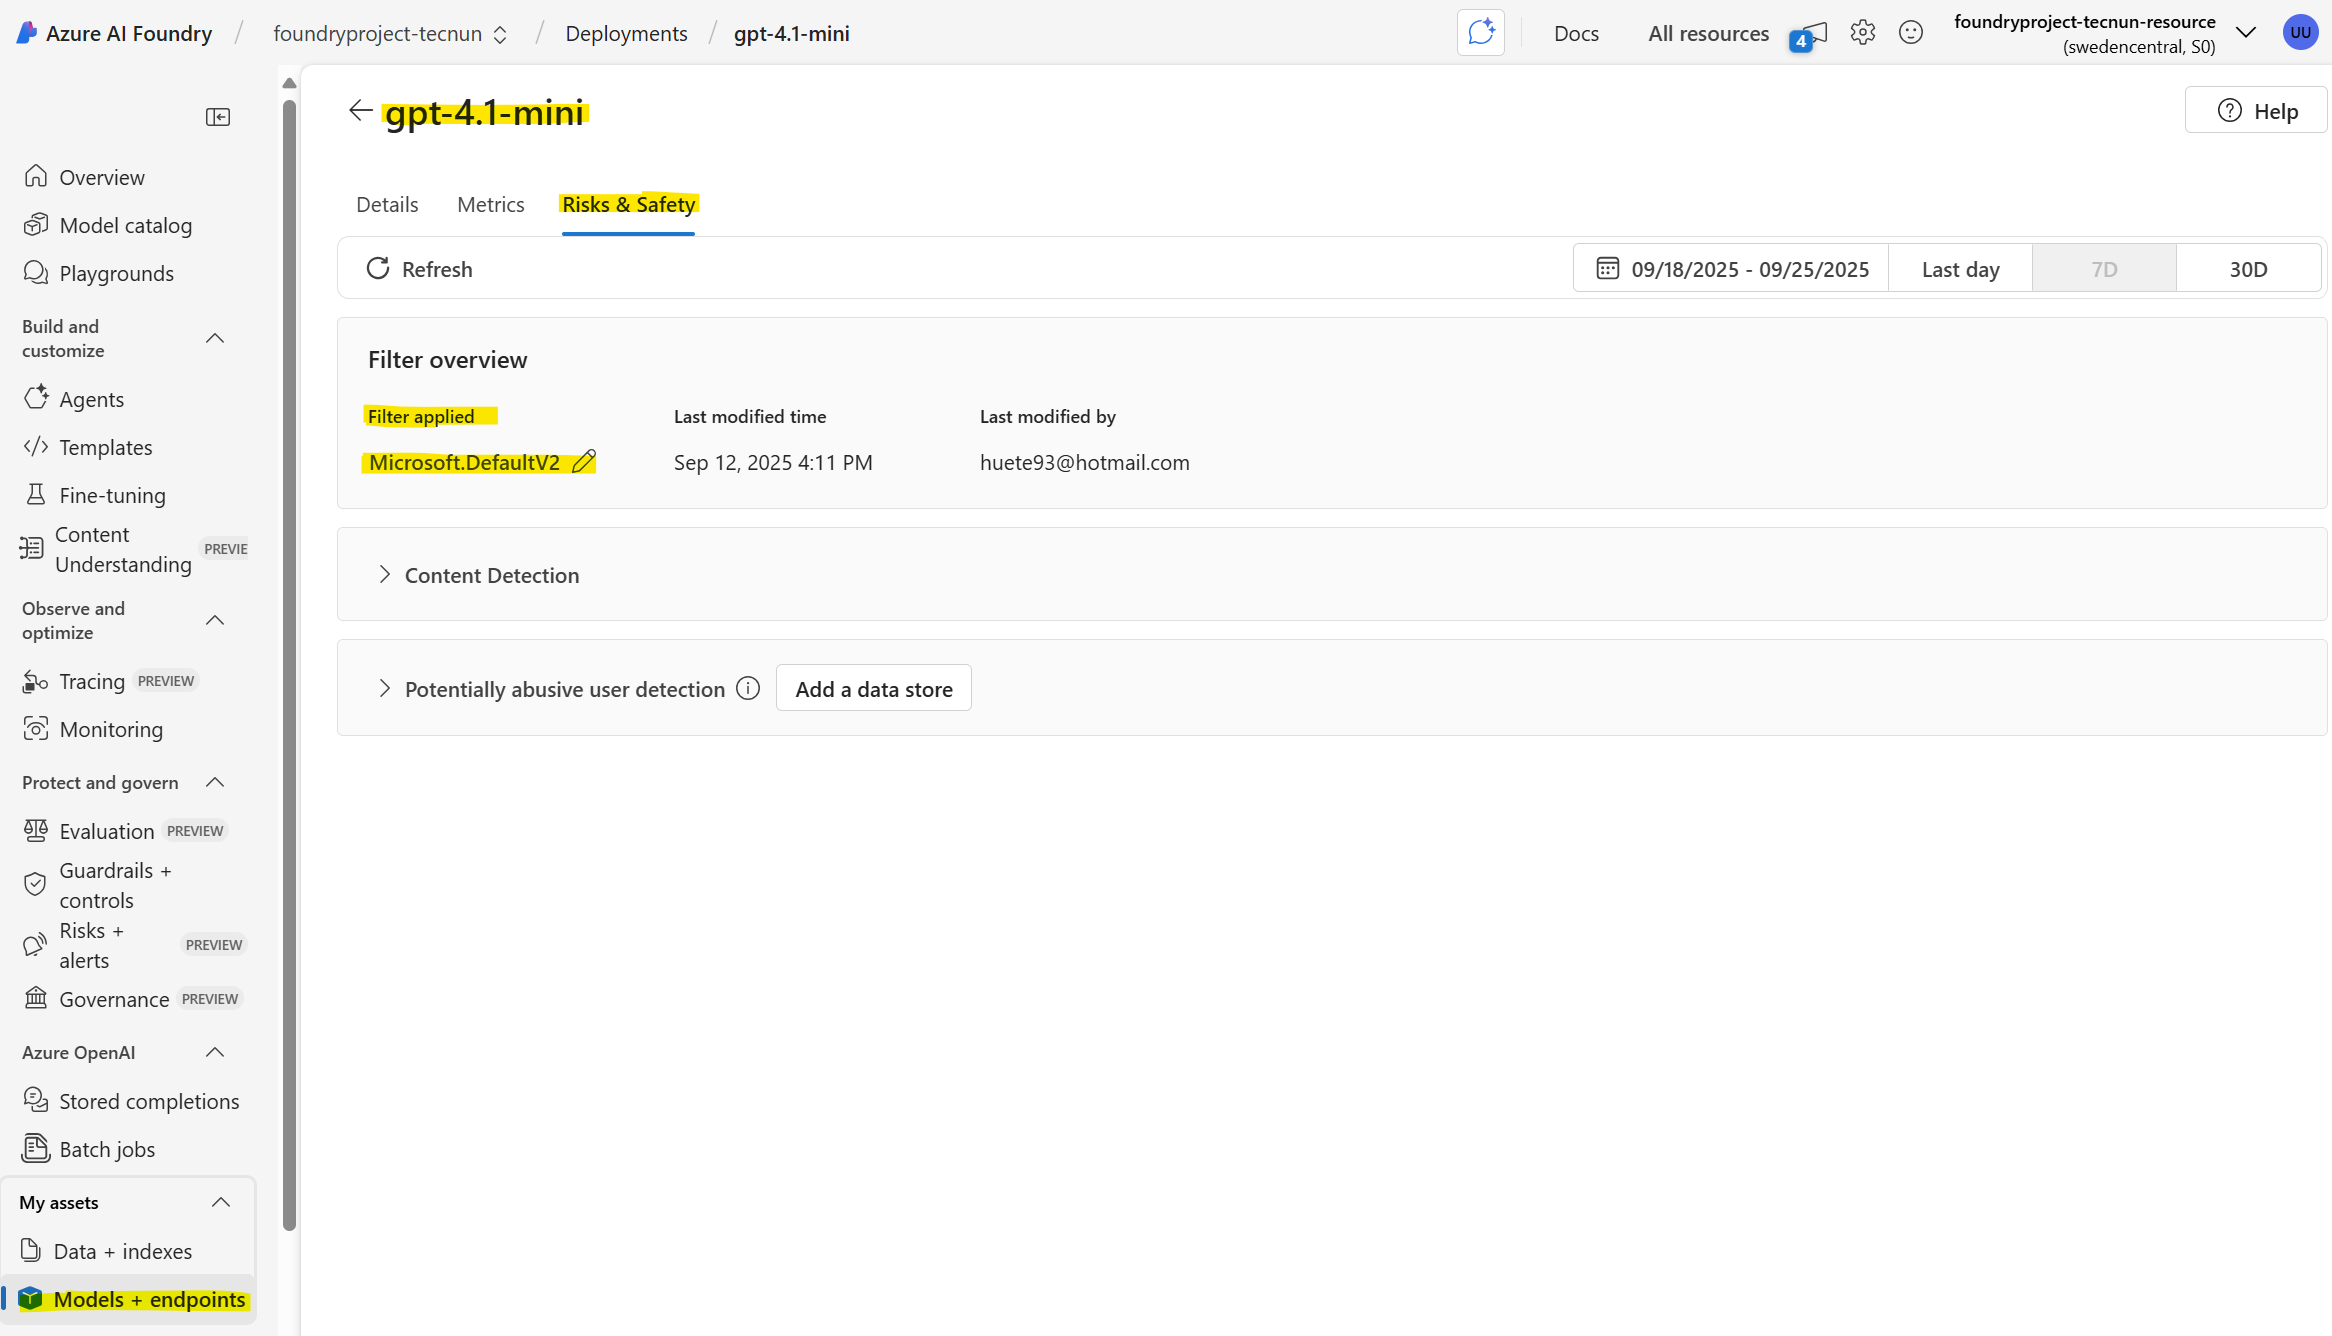 Azure AI Foundry / foundryproject-tecnun / Deployments / gpt-4.1-mini
Docs
All resources
4
foundryproject-tecnun-resource
(swedencentral, S0)
UU
Overview
Model catalog
Playgrounds
Build and
customize
Agents
Templates
Fine-tuning
Content
Understanding
PREVIE
Observe and
optimize
Tracing PREVIEW
Monitoring
Protect and govern
Evaluation PREVIEW
Guardrails +
controls
Risks +
alerts
PREVIEW
Governance PREVIEW
Azure OpenAI
Stored completions
Batch jobs
My assets
Data + indexes
Models + endpoints
gpt-4.1-mini
Help
Details Metrics Risks & Safety
Refresh
09/18/2025 - 09/25/2025 Last day 7D 30D
Filter overview
Filter applied Last modified time Last modified by
Microsoft.DefaultV2 Sep 12, 2025 4:11 PM huete93@hotmail.com
Content Detection
Potentially abusive user detection Add a data store